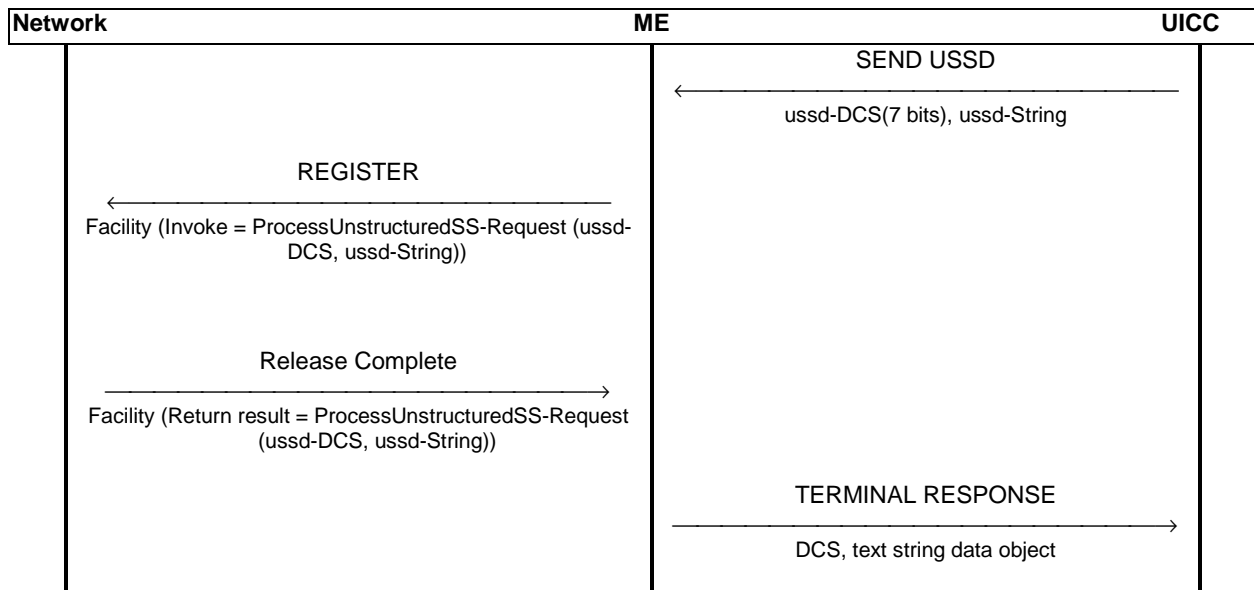 Network ME UICC
SEND USSD
ussd-DCS(7 bits), ussd-String
REGISTER
Facility (Invoke = ProcessUnstructuredSS-Request (ussd-
DCS, ussd-String))
Release Complete
Facility (Return result = ProcessUnstructuredSS-Request
(ussd-DCS, ussd-String))
TERMINAL RESPONSE
DCS, text string data object